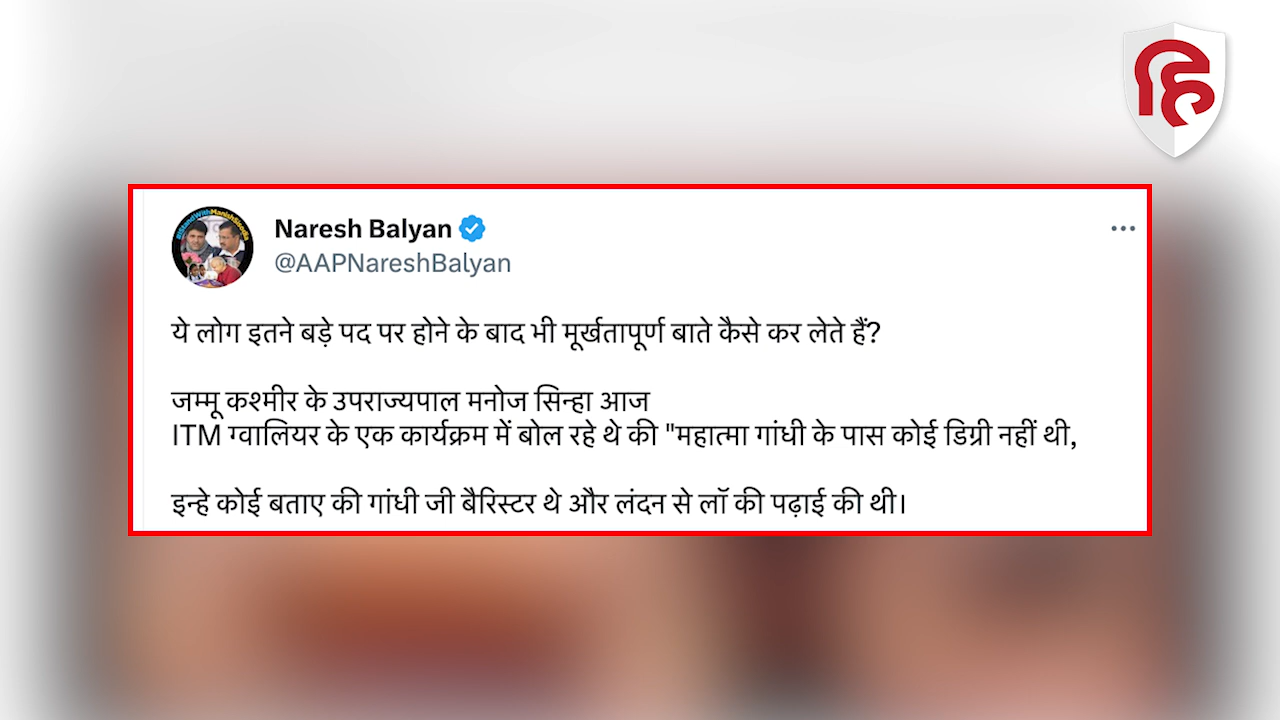 हि
#IStandWithManishSisodia
Naresh Balyan
@AAPNareshBalyan
ये लोग इतने बड़े पद पर होने के बाद भी मूर्खतापूर्ण बाते कैसे कर लेते हैं?
जम्मू कश्मीर के उपराज्यपाल मनोज सिन्हा आज
ITM ग्वालियर के एक कार्यक्रम में बोल रहे थे की "महात्मा गांधी के पास कोई डिग्री नहीं थी,
इन्हे कोई बताए की गांधी जी बैरिस्टर थे और लंदन से लॉ की पढ़ाई की थी।